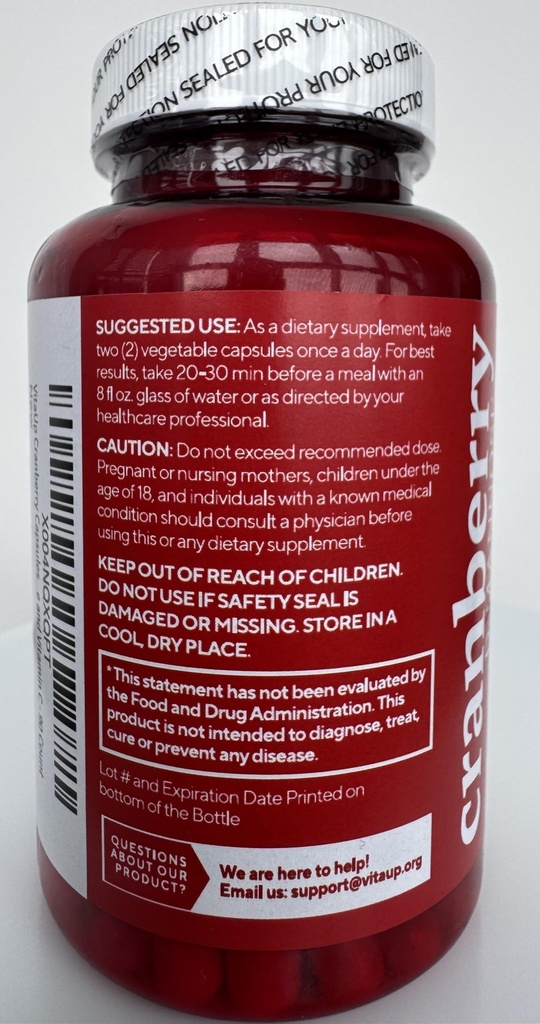 SEALED FOR YOUR
SUGGESTED USE: As a dietary supplement, take
two (2) vegetable capsules once a day. For best
results, take 20-30 min before a meal with an
8 fl oz. glass of water or as directed by your
healthcare professional.
CAUTION: Do not exceed recommended dose.
Pregnant or nursing mothers, children under the
age of 18, and individuals with a known medical
condition should consult a physician before
using this or any dietary supplement.
KEEP OUT OF REACH OF CHILDREN.
DO NOT USE IF SAFETY SEAL IS
DAMAGED OR MISSING. STORE IN A
COOL, DRY PLACE.
*This statement has not been evaluated by
the Food and Drug Administration. This
product is not intended to diagnose, treat,
cure or prevent any disease.
Lot # and Expiration Date Printed on
bottom of the Bottle
QUESTIONS
ABOUT OUR
PRODUCT?
We are here to help!
Email us: support@vitaup.org
cranberry
X004NOXQPT
VitaUp Cranberry Capsules
and Vitamin C